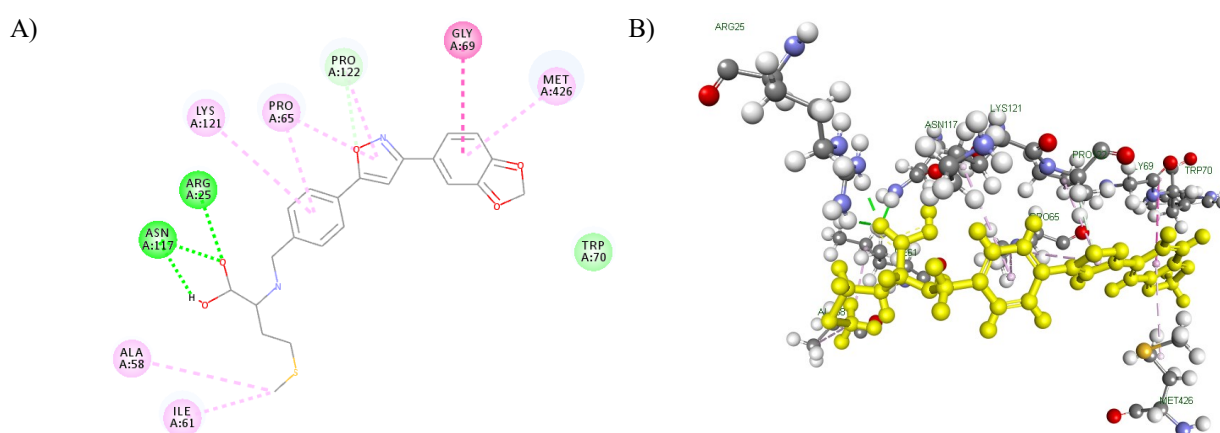 A)
B)
GLY
A:69
PRO
A:122
MET
A:426
LYS
A:121
PRO
A:65
N
O
O
O
ARG
A:25
ASN
A:117
TRP
A:70
O
H
O
N
ALA
A:58
S
ILE
A:61
ARG25
LYS121
ASN117
TRP70
PRO65
MET426